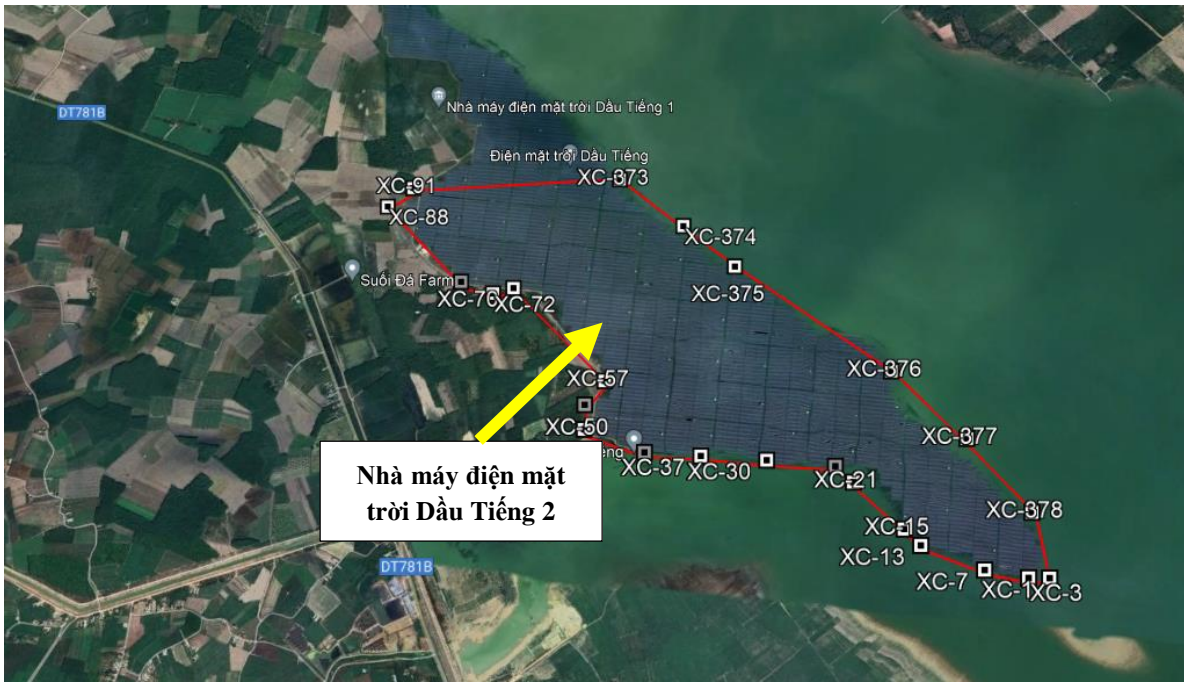 DT781B
Nhà máy điện mặt trời Dầu Tiếng 1
Điện mặt trời Dầu Tiếng
XC-91
XC-373
XC-88
XC-374
XC-375
Suối Đá Farm
XC-76
XC-72
XC-57
XC-376
XC-50
XC-377
XC-37
XC-30
XC-21
Nhà máy điện mặt
trời Dầu Tiếng 2
XC-378
XC-15
XC-13
DT781B
XC-7
XC-1
XC-3